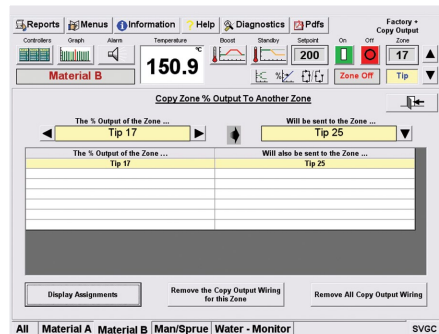 Reports Menus Information ? Help Diagnostics Pdfs Factory +
Copy Output
Controllers Graph Alarm Temperature Boost Standby Setpoint On Off Zone
°C
150.9 200 17
Material B Zone Off Tip
Copy Zone % Output To Another Zone
The % Output of the Zone ... Will be sent to the Zone ...
Tip 17 Tip 25
The % Output of the Zone ... Will also be sent to the Zone ...
Tip 17 Tip 25
Display Assignments Remove the Copy Output Wiring
for this Zone Remove All Copy Output Wiring
All Material A Material B Man/Sprue Water - Monitor SVGC